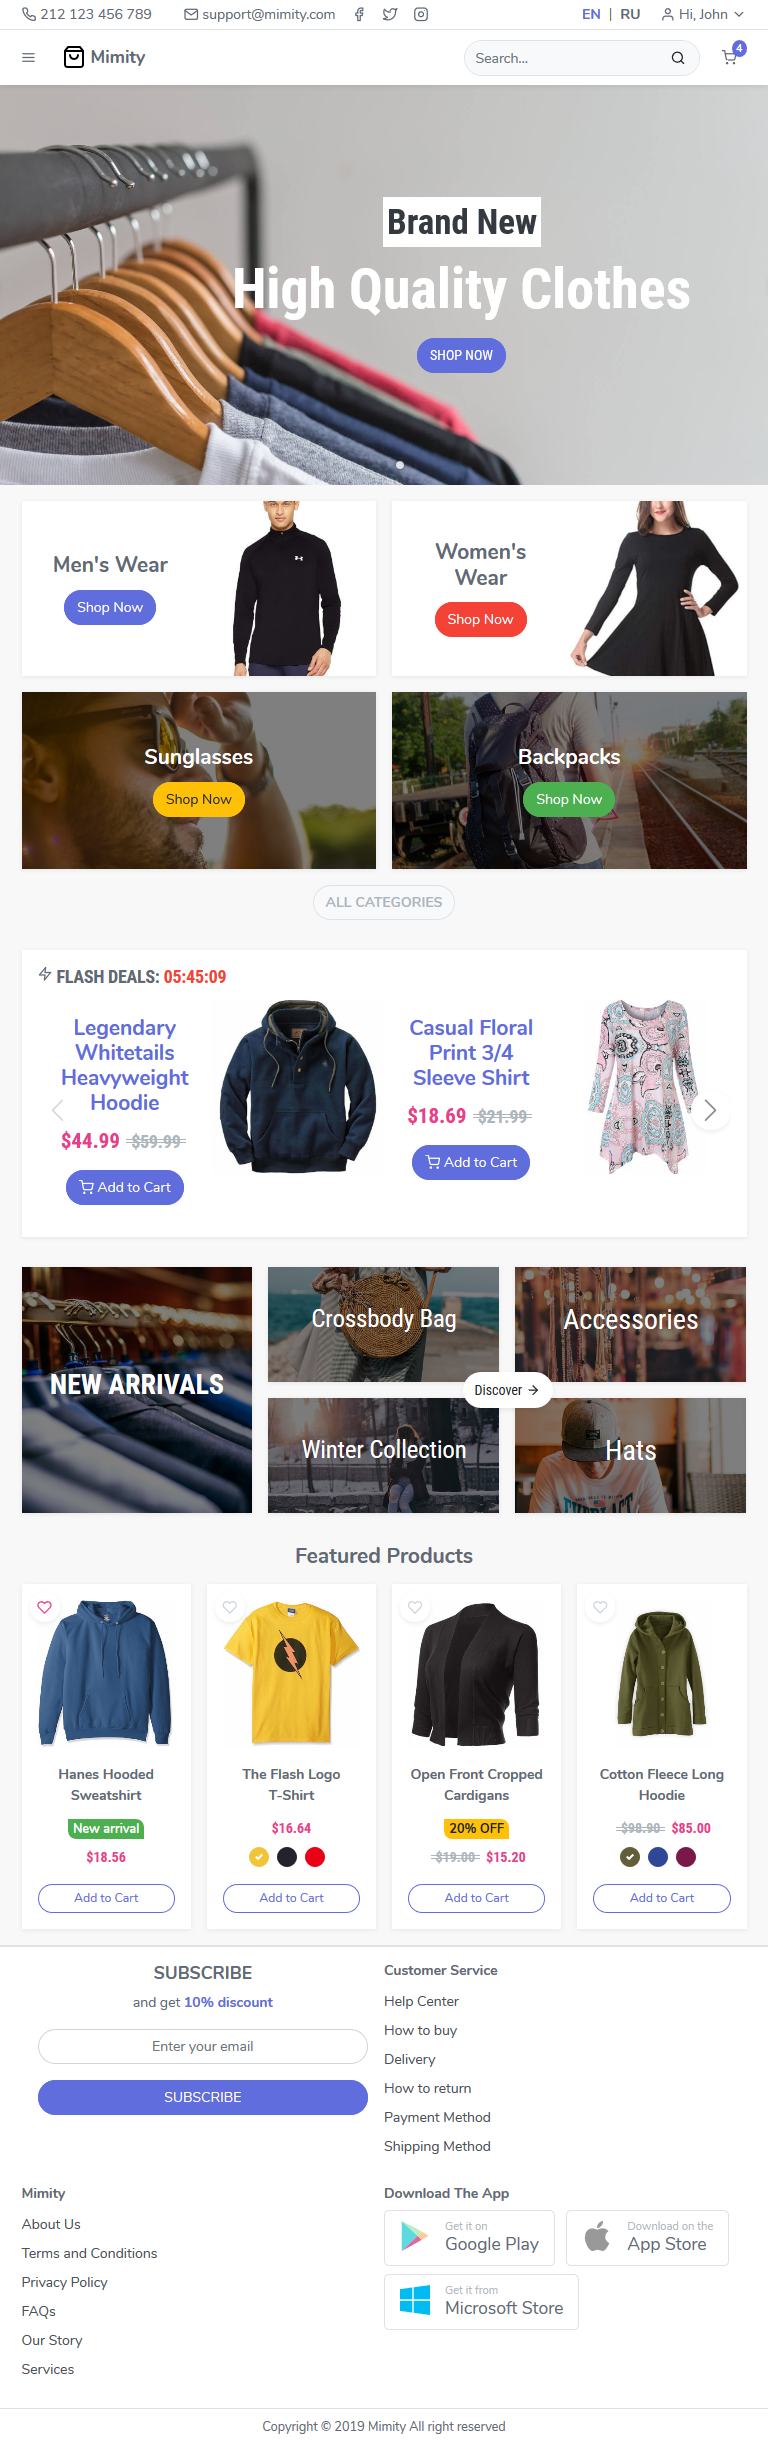 212 123 456 789 support@mimity.com EN | RU Hi, John
Mimity Search... 4
Brand New
High Quality Clothes
SHOP NOW
Men's Wear
Shop Now
Women's
Wear
Shop Now
Sunglasses
Shop Now
Backpacks
Shop Now
ALL CATEGORIES
FLASH DEALS: 05:45:09
Legendary
Whitetails
Heavyweight
Hoodie
$44.99 $59.99
Add to Cart
Casual Floral
Print 3/4
Sleeve Shirt
$18.69 $21.99
Add to Cart
NEW ARRIVALS
Crossbody Bag
Accessories
Discover
Winter Collection
Hats
Featured Products
Hanes Hooded
Sweatshirt
New arrival
$18.56
Add to Cart
The Flash Logo
T-Shirt
$16.64
Add to Cart
Open Front Cropped
Cardigans
20% OFF
$19.00 $15.20
Add to Cart
Cotton Fleece Long
Hoodie
$98.90 $85.00
Add to Cart
SUBSCRIBE
and get 10% discount
Enter your email
SUBSCRIBE
Customer Service
Help Center
How to buy
Delivery
How to return
Payment Method
Shipping Method
Mimity
About Us
Terms and Conditions
Privacy Policy
FAQs
Our Story
Services
Download The App
Get it on
Google Play
Download on the
App Store
Get it from
Microsoft Store
Copyright © 2019 Mimity All right reserved